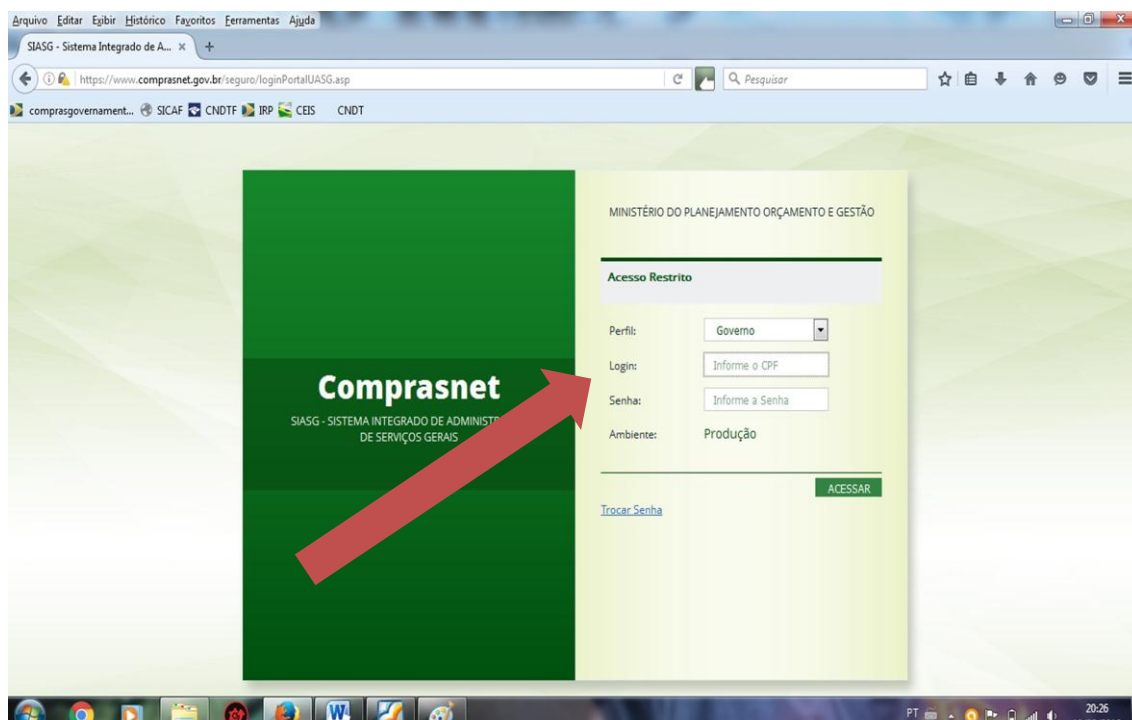 Arquivo Editar Exibir Histórico Favoritos Ferramentas Ajuda
SIASG - Sistema Integrado de A... × +
https://www.comprasnet.gov.br/seguro/loginPortalUASG.asp
Pesquisar
comprasgovernament... SICAF CNDTF IRP CEIS CNDT
MINISTÉRIO DO PLANEJAMENTO ORÇAMENTO E GESTÃO
Acesso Restrito
Perfil: Governo
Login: Informe o CPF
Senha: Informe a Senha
Ambiente: Produção
ACESSAR
Trocar Senha
Comprasnet
SIASG - SISTEMA INTEGRADO DE ADMINIST
DE SERVIÇOS GERAIS
PT
20:26